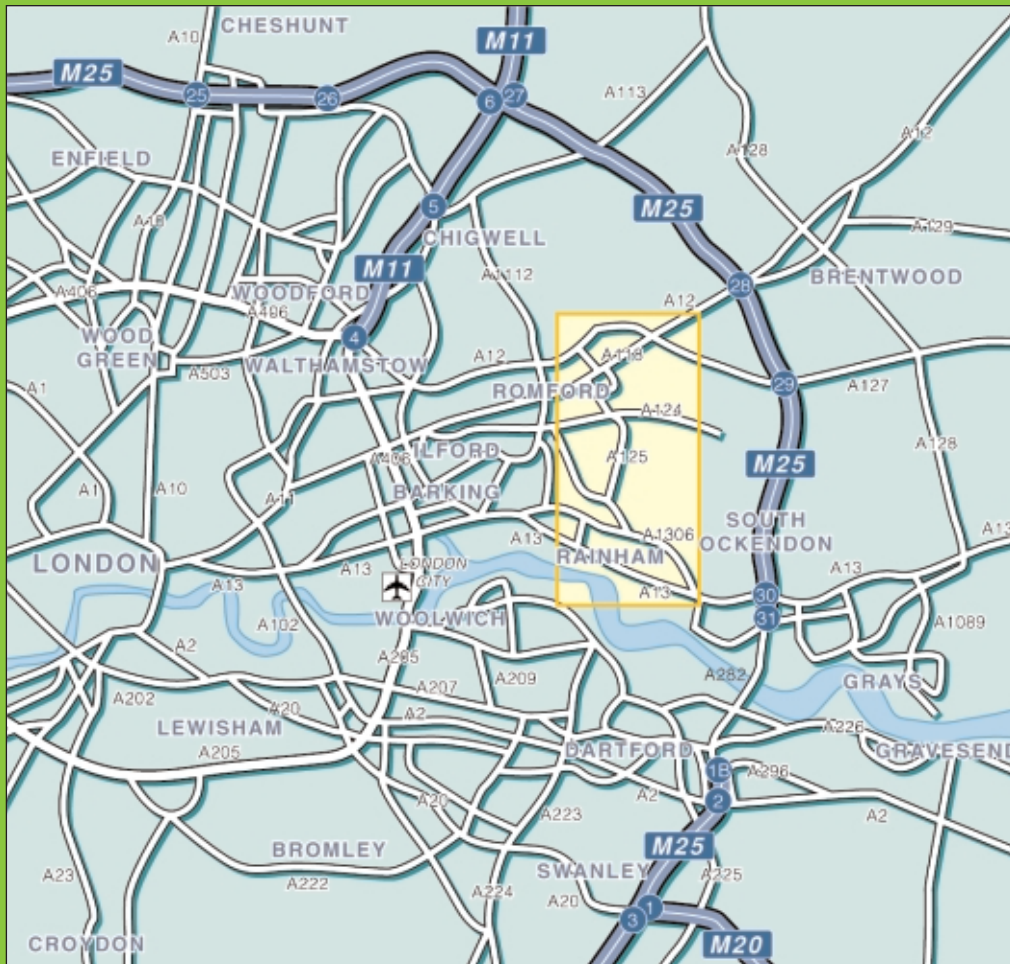 CHESHUNT
A10
M11
M25
25
26
6
27
A113
A12
A128
ENFIELD
5
M25
A10
CHIGWELL
A129
M11
A1112
BRENTWOOD
28
A406
WOODFORD
A12
A406
WOOD
GREEN
4
A118
A12
WALTHAMSTOW
A503
29
A127
A1
ROMFORD
A124
A128
ILFORD
A406
A125
M25
A1
A10
A11
BARKING
SOUTH
OCKENDON
A13
A1306
A13
LONDON
LONDON
CITY
A13
RAINHAM
A13
A13
A13
30
31
A102
WOOLWICH
A1089
A2
A205
A209
A282
GRAYS
A202
A20
A207
A2
LEWISHAM
A226
A205
DARTFORD
GRAVESEND
1B
A296
A20
A2
2
A2
A223
BROMLEY
M25
SWANLEY
A23
A222
A224
A20
A225
1
3
CROYDON
M20